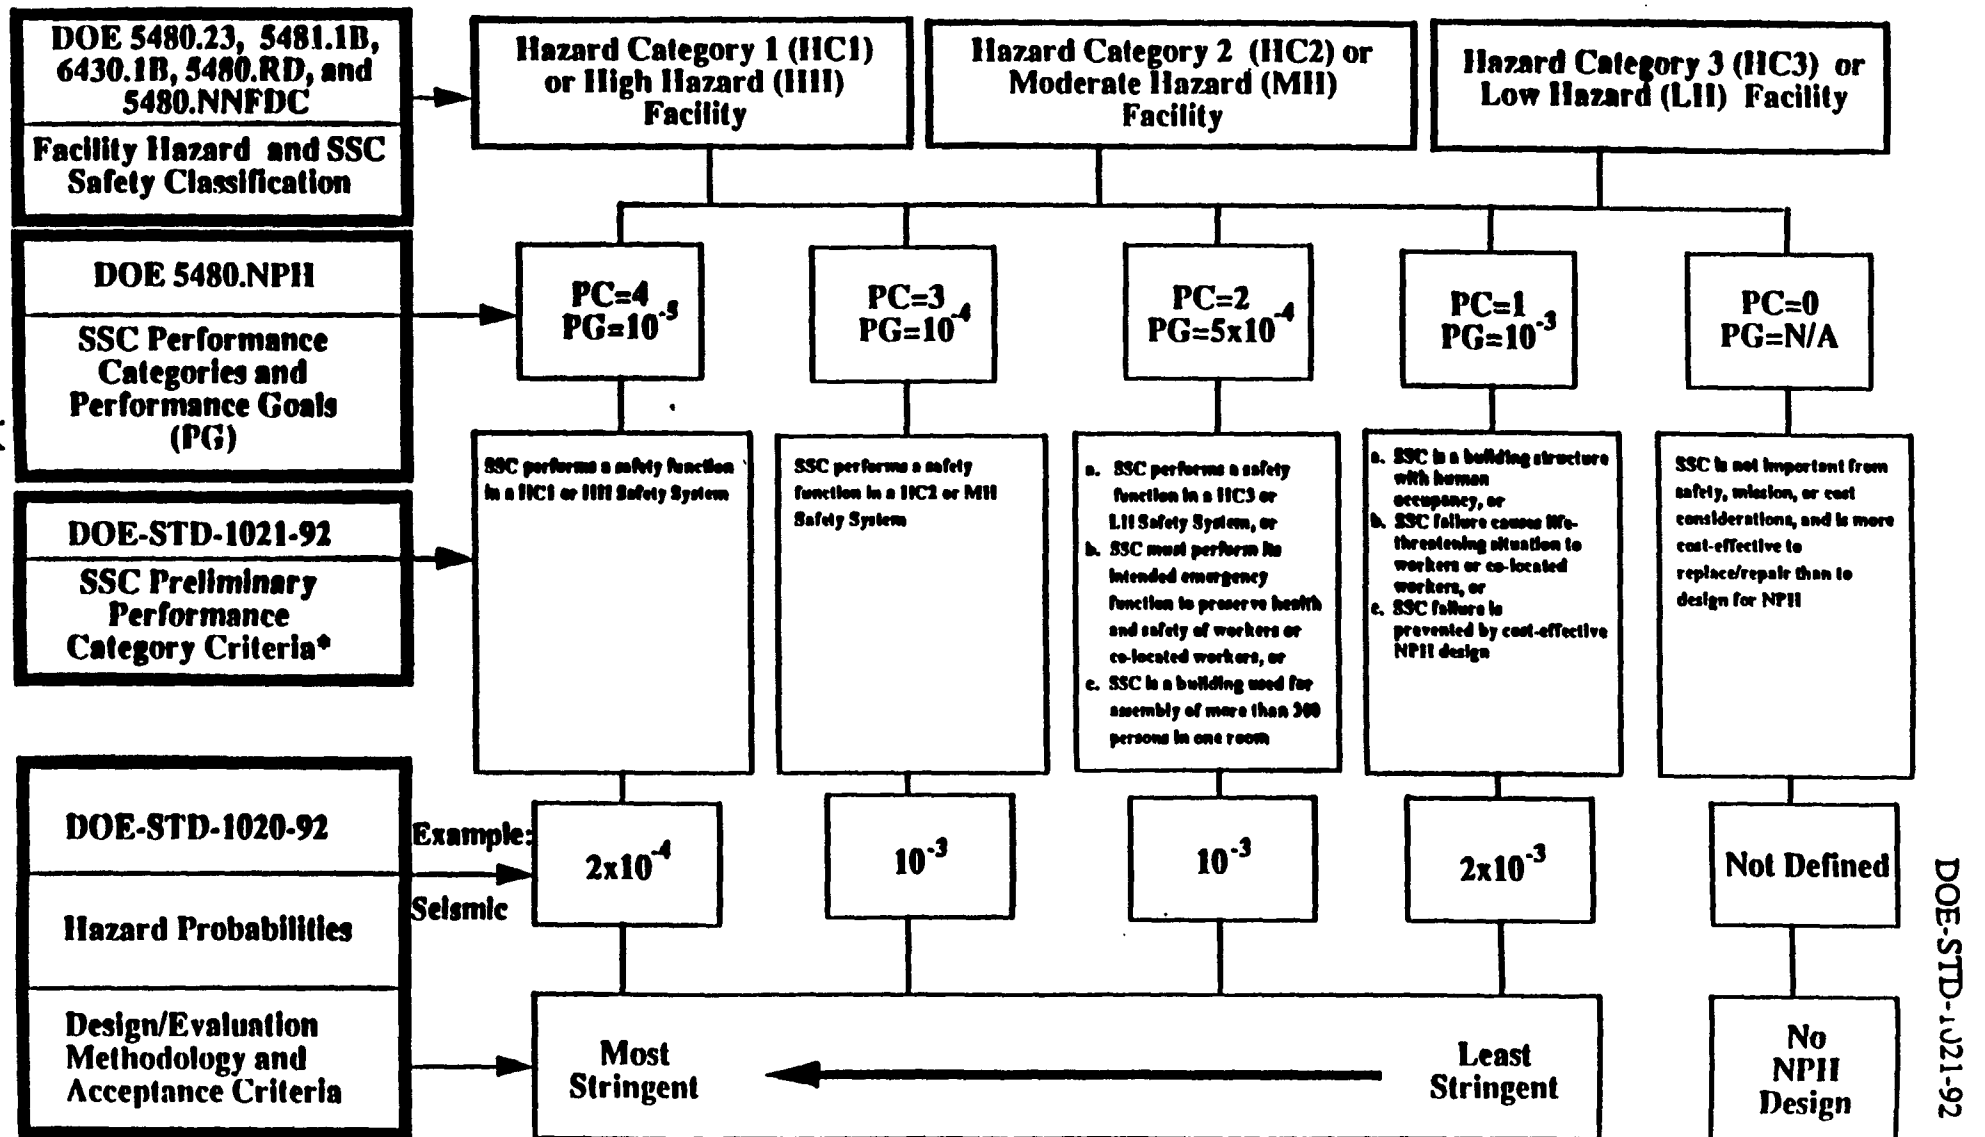 DOE 5480.23, 5481.1B,
6430.1B, 5480.RD, and
5480.NNFDC
Facility Hazard and SSC
Safety Classification
Hazard Category 1 (HC1)
or High Hazard (HH)
Facility
Hazard Category 2 (HC2) or
Moderate Hazard (MH)
Facility
Hazard Category 3 (HC3) or
Low Hazard (LH) Facility
DOE 5480.NPH
SSC Performance
Categories and
Performance Goals
(PG)
PC=4
PG=10⁻⁵
PC=3
PG=10⁻⁴
PC=2
PG=5x10⁻⁴
PC=1
PG=10⁻³
PC=0
PG=N/A
DOE-STD-1021-92
SSC Preliminary
Performance
Category Criteria*
SSC performs a safety function
in a HC1 or HH Safety System
SSC performs a safety
function in a HC2 or MH
Safety System
a. SSC performs a safety
function in a HC3 or
LH Safety System, or
b. SSC must perform its
intended emergency
function to preserve health
and safety of workers or
co-located workers, or
c. SSC is a building used for
assembly of more than 300
persons in one room
a. SSC is a building structure
with human
occupancy, or
b. SSC failure causes life-
threatening situation to
workers or co-located
workers, or
c. SSC failure is
prevented by cost-effective
NPH design
SSC is not important from
safety, mission, or cost
considerations, and is more
cost-effective to
replace/repair than to
design for NPH
DOE-STD-1020-92
Hazard Probabilities
Design/Evaluation
Methodology and
Acceptance Criteria
Example:
Seismic
2x10⁻⁴
10⁻³
10⁻³
2x10⁻³
Not Defined
Most
Stringent
Least
Stringent
No
NPH
Design
DOE-STD-1021-92